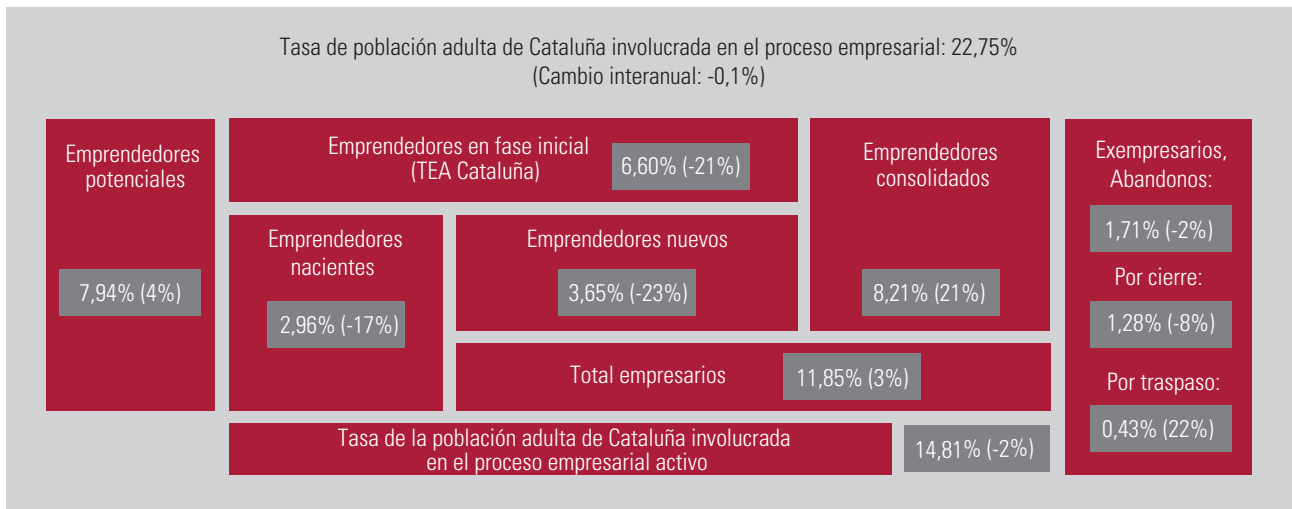 Tasa de población adulta de Cataluña involucrada en el proceso empresarial: 22,75%
(Cambio interanual: -0,1%)
Emprendedores
potenciales
7,94% (4%)
Emprendedores en fase inicial
(TEA Cataluña)
6,60% (-21%)
Emprendedores
nacientes
2,96% (-17%)
Emprendedores nuevos
3,65% (-23%)
Emprendedores
consolidados
8,21% (21%)
Total empresarios
11,85% (3%)
Tasa de la población adulta de Cataluña involucrada
en el proceso empresarial activo
14,81% (-2%)
Exempresarios,
Abandonos:
1,71% (-2%)
Por cierre:
1,28% (-8%)
Por traspaso:
0,43% (22%)